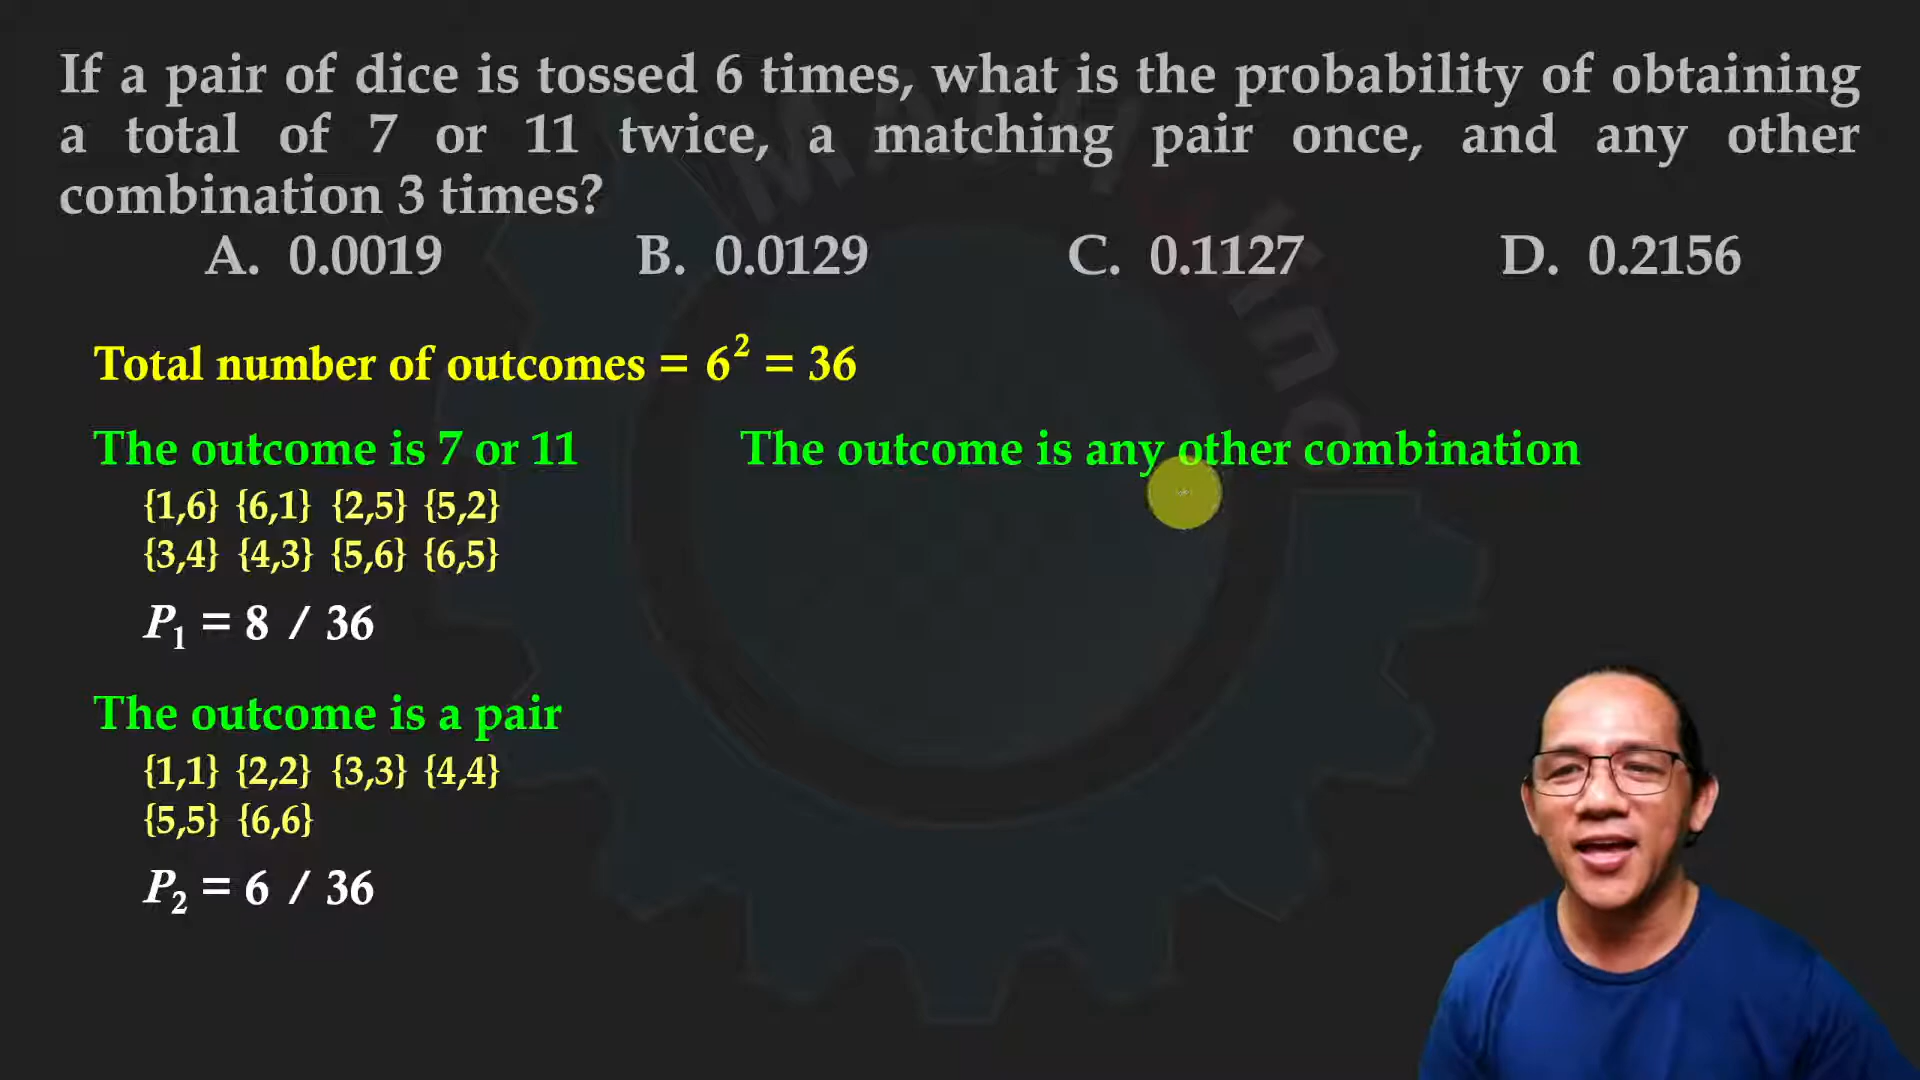 If a pair of dice is tossed 6 times, what is the probability of obtaining
a total of 7 or 11 twice, a matching pair once, and any other
combination 3 times?
A. 0.0019 B. 0.0129 C. 0.1127 D. 0.2156
Total number of outcomes = 6² = 36
The outcome is 7 or 11
{1,6} {6,1} {2,5} {5,2}
{3,4} {4,3} {5,6} {6,5}
P₁ = 8 / 36
The outcome is a pair
{1,1} {2,2} {3,3} {4,4}
{5,5} {6,6}
P₂ = 6 / 36
The outcome is any other combination